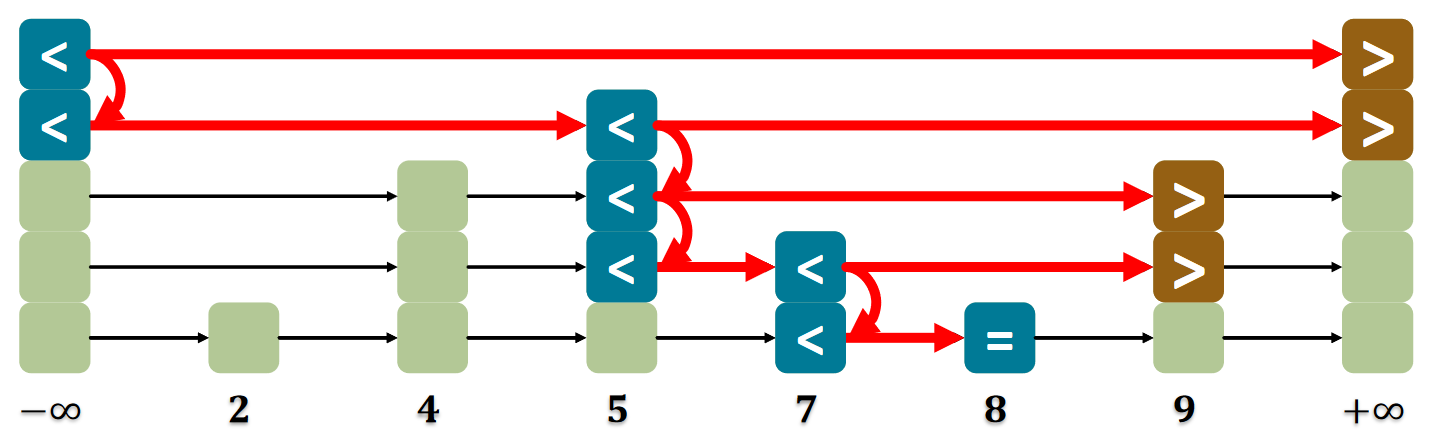 < >
< < >
< >
< < >
< =
−∞ 2 4 5 7 8 9 +∞